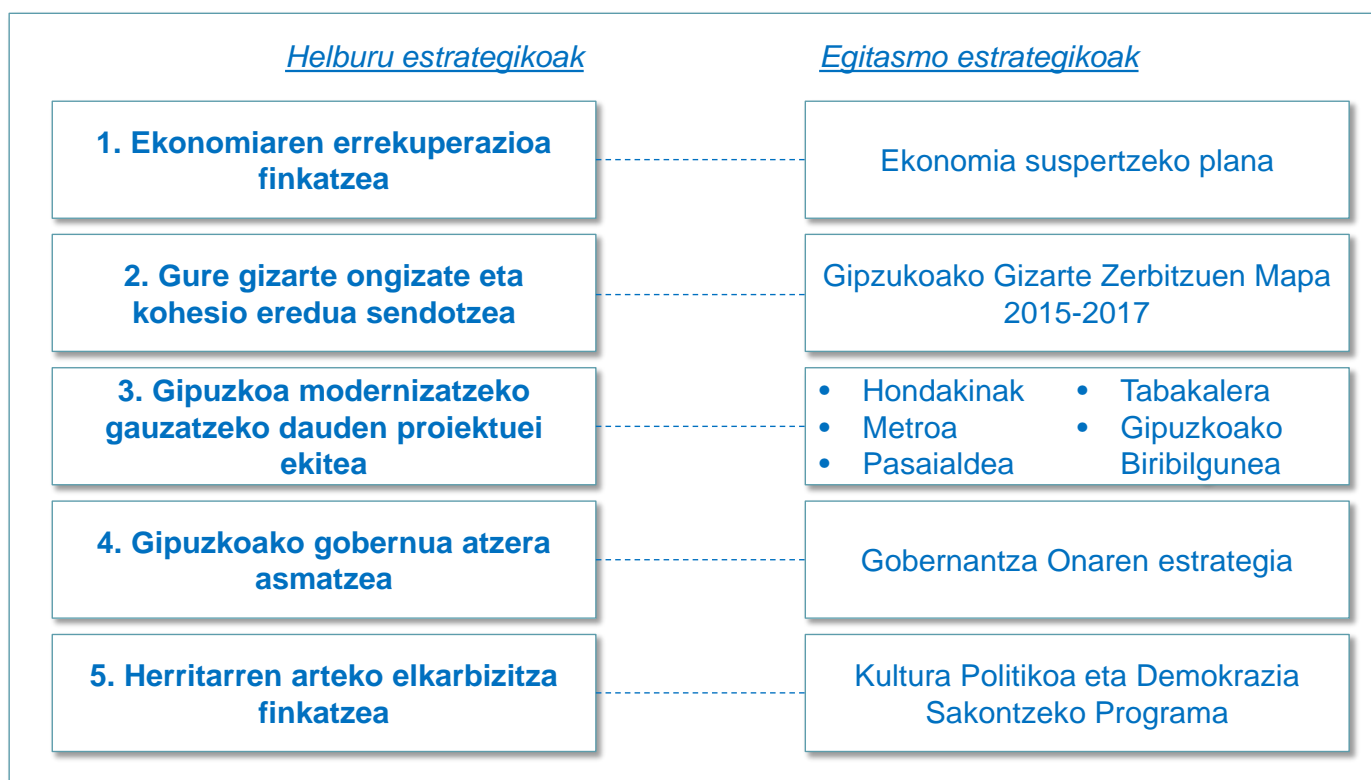 Helburu estrategikoak
Egitasmo estrategikoak
1. Ekonomiaren errekuperazioa
finkatzea
Ekonomia suspertzeko plana
2. Gure gizarte ongizate eta
kohesio eredua sendotzea
Gipzukoako Gizarte Zerbitzuen Mapa
2015-2017
3. Gipuzkoa modernizatzeko
gauzatzeko dauden proiektuei
ekitea
• Hondakinak
• Metroa
• Pasaialdea
• Tabakalera
• Gipuzkoako
Biribilgunea
4. Gipuzkoako gobernua atzera
asmatzea
Gobernantza Onaren estrategia
5. Herritarren arteko elkarbizitza
finkatzea
Kultura Politikoa eta Demokrazia
Sakontzeko Programa